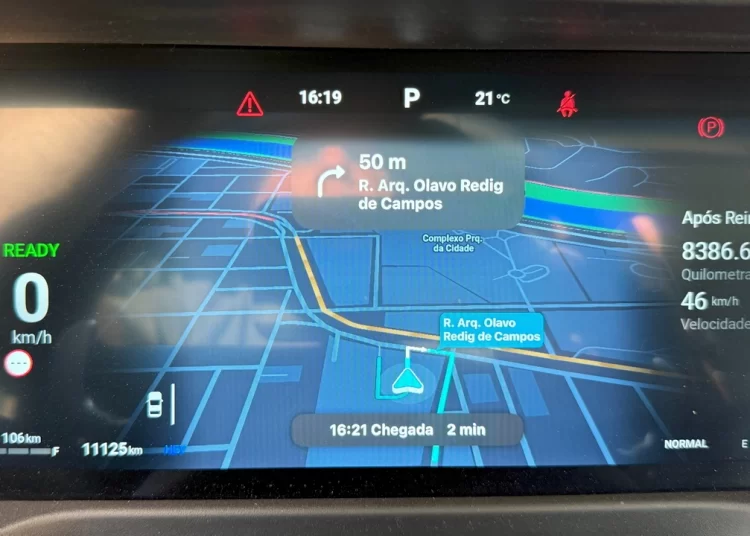 16:19
P
21 °C
P
50 m
R. Arq. Olavo Redig
de Campos
Complexo Prq.
da Cidade
Após Rei
8386.6
Quilometra
46 km/h
Velocidade
READY
0
km/h
R. Arq. Olavo
Redig de Campos
16:21 Chegada 2 min
106km
F
11125km
NORMAL
E